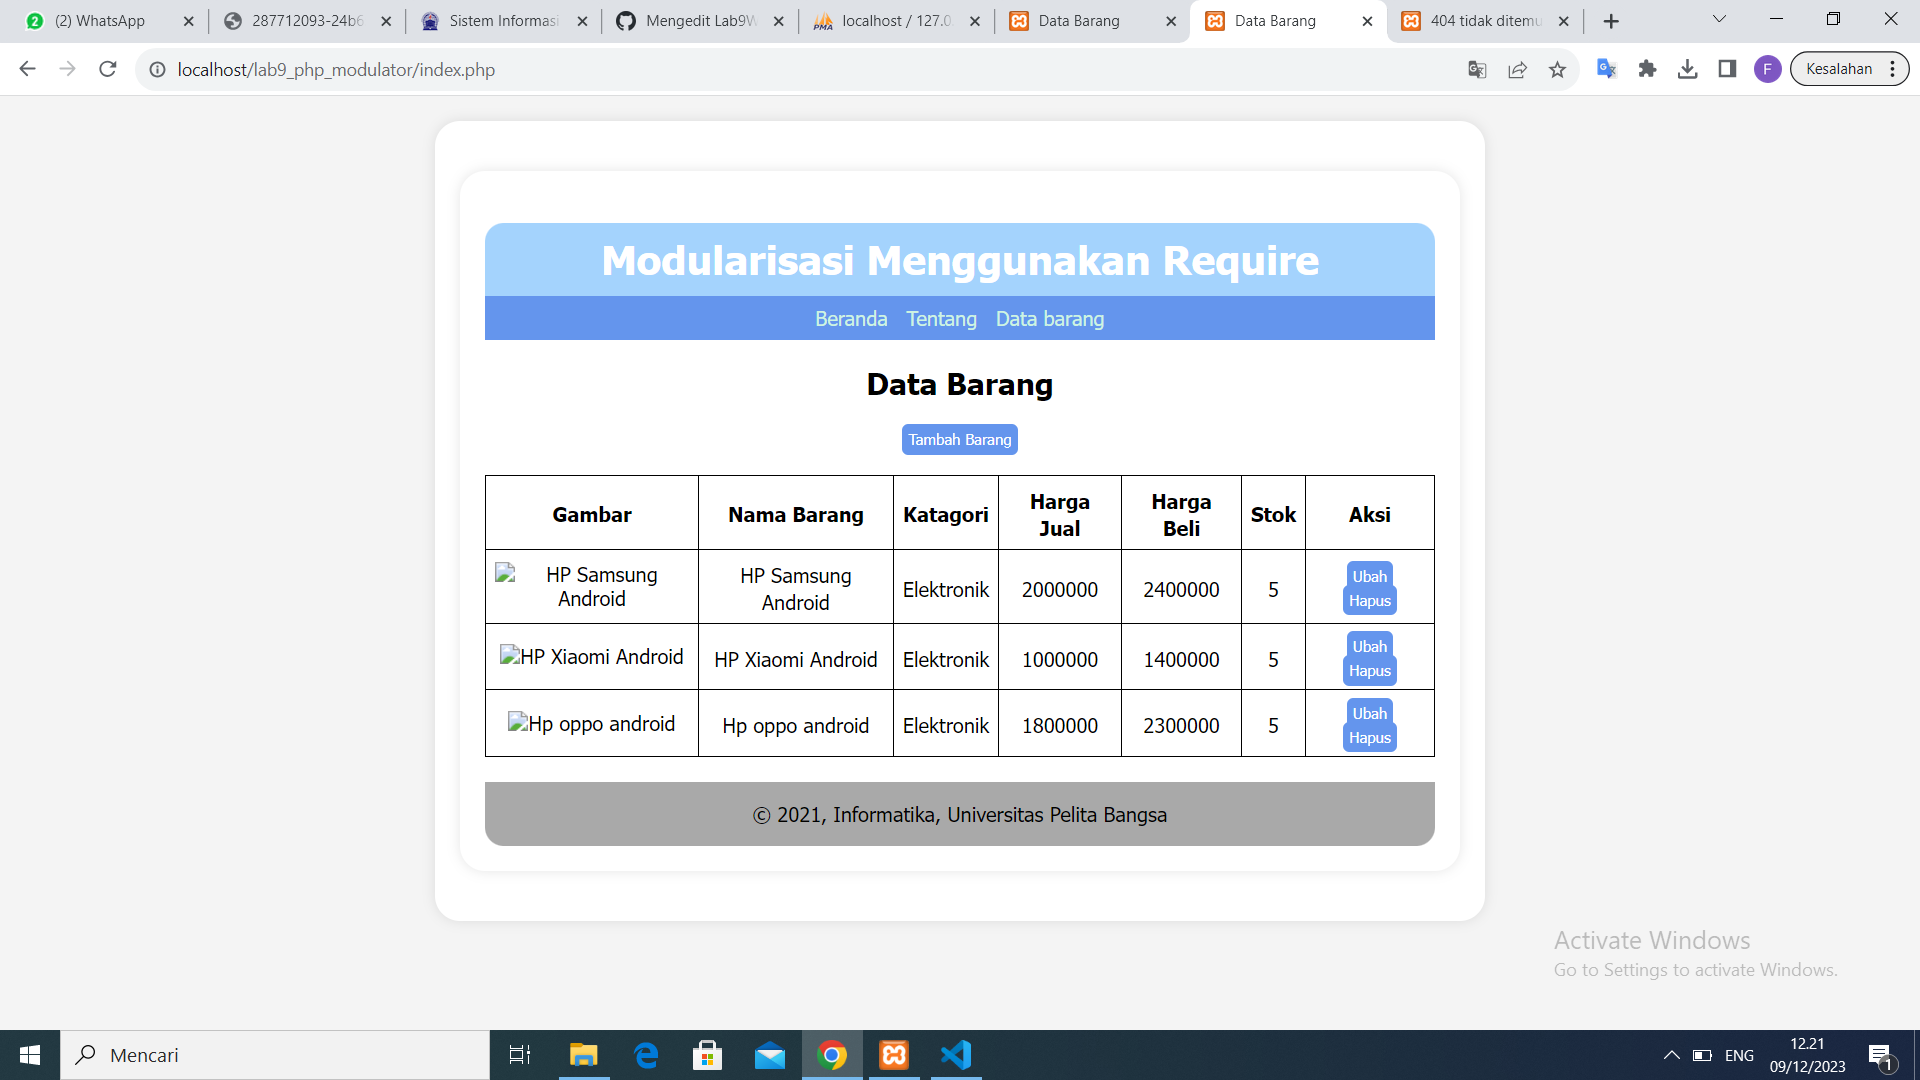 (2) WhatsApp
287712093-24b6
Sistem Informasi
Mengedit Lab9W
localhost / 127.0.
Data Barang
Data Barang
404 tidak ditemu
localhost/lab9_php_modulator/index.php
F
Kesalahan
Modularisasi Menggunakan Require
Beranda Tentang Data barang
Data Barang
Tambah Barang
Gambar Nama Barang Katagori Harga Jual Harga Beli Stok Aksi
HP Samsung Android HP Samsung Android Elektronik 2000000 2400000 5 Ubah Hapus
HP Xiaomi Android HP Xiaomi Android Elektronik 1000000 1400000 5 Ubah Hapus
Hp oppo android Hp oppo android Elektronik 1800000 2300000 5 Ubah Hapus
© 2021, Informatika, Universitas Pelita Bangsa
Activate Windows
Go to Settings to activate Windows.
Mencari
ENG
12.21
09/12/2023
1